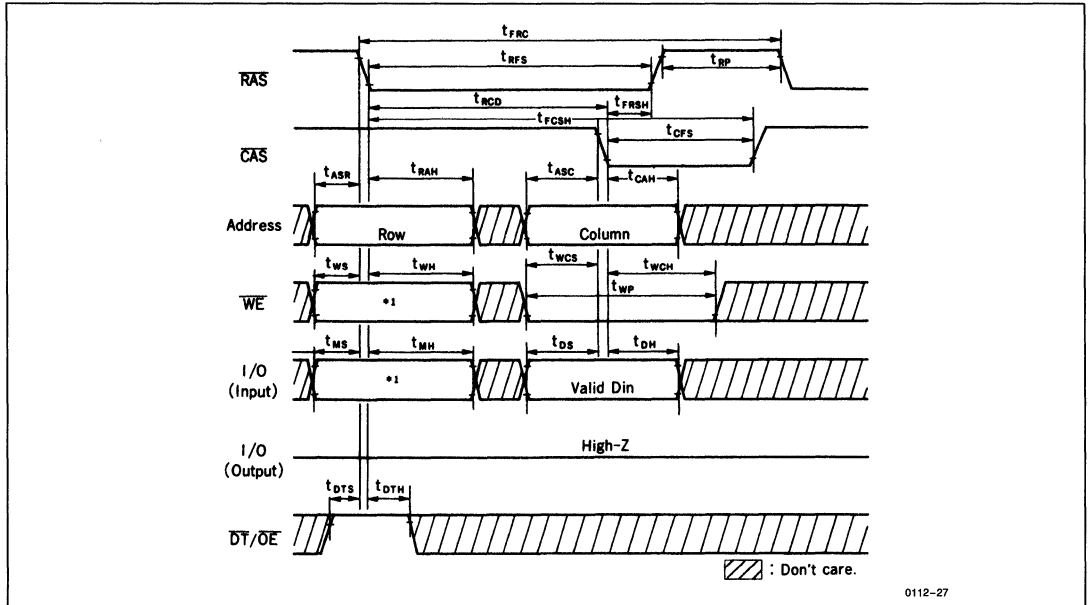 tFRC
tRFS
tRP
RAS
tRCD
tFRSH
tFCSH
tCFS
CAS
tASR
tRAH
tASC
tCAH
Address
Row
Column
tWS
tWH
tWCS
tWCH
tWP
WE
*1
tMS
tMH
tDS
tDH
I/O
(Input)
*1
Valid Din
I/O
(Output)
High-Z
tDTS
tDTH
DT/OE
: Don't care.
0112-27